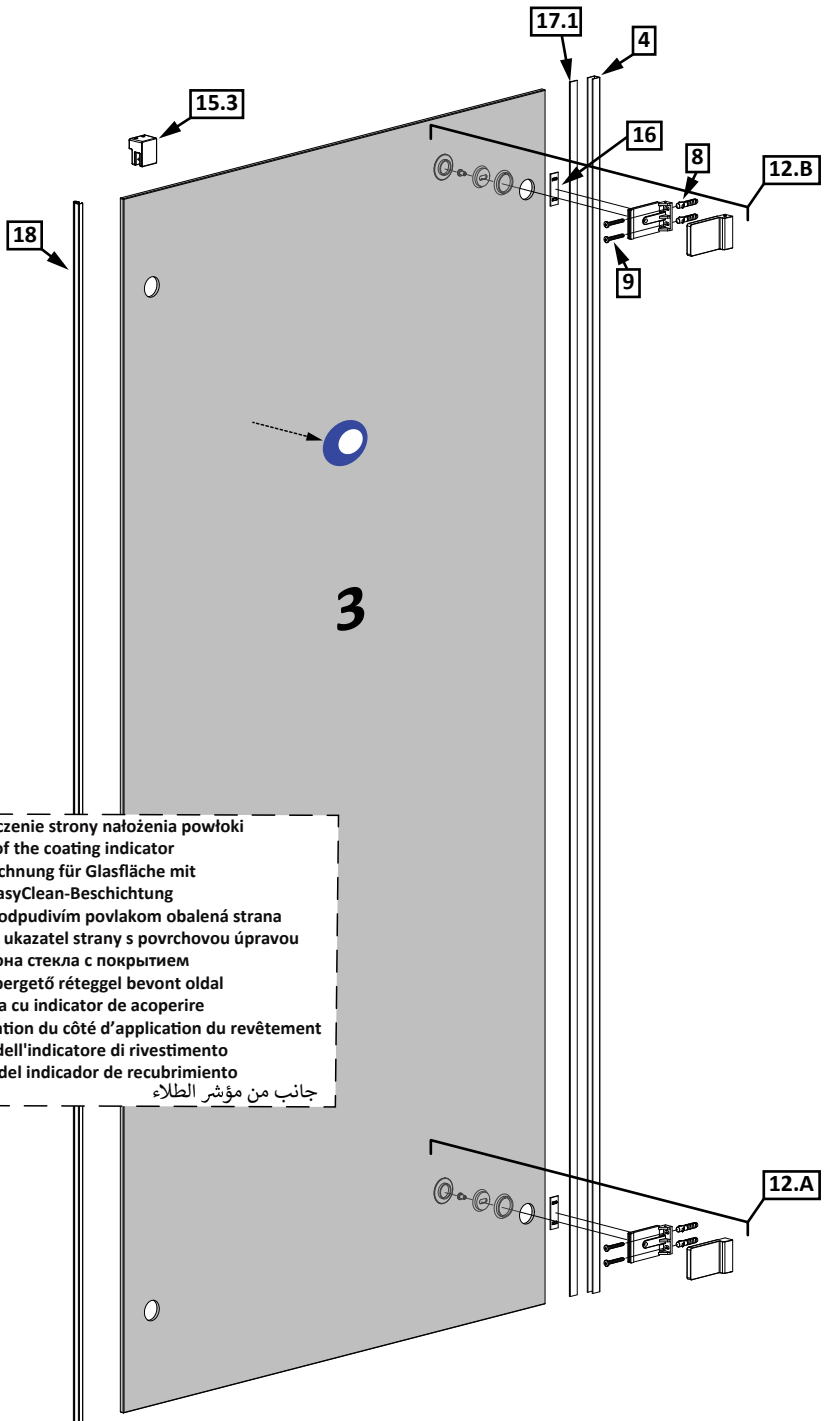 17.1
4
15.3
16
8
12.B
18
9
3
czenie strony nałożenia powłoki
of the coating indicator
chnung für Glasfläche mit
asyClean-Beschichtung
odpudivím povlakom obalená strana
ukazatel strany s povrchovou úpravou
она стекла с покрытием
pergető réteggel bevont oldal
a cu indicator de acoperire
ation du côté d’application du revêtement
dell'indicatore di rivestimento
del indicador de recubrimiento
جانب من مؤشر الطلاء
12.A